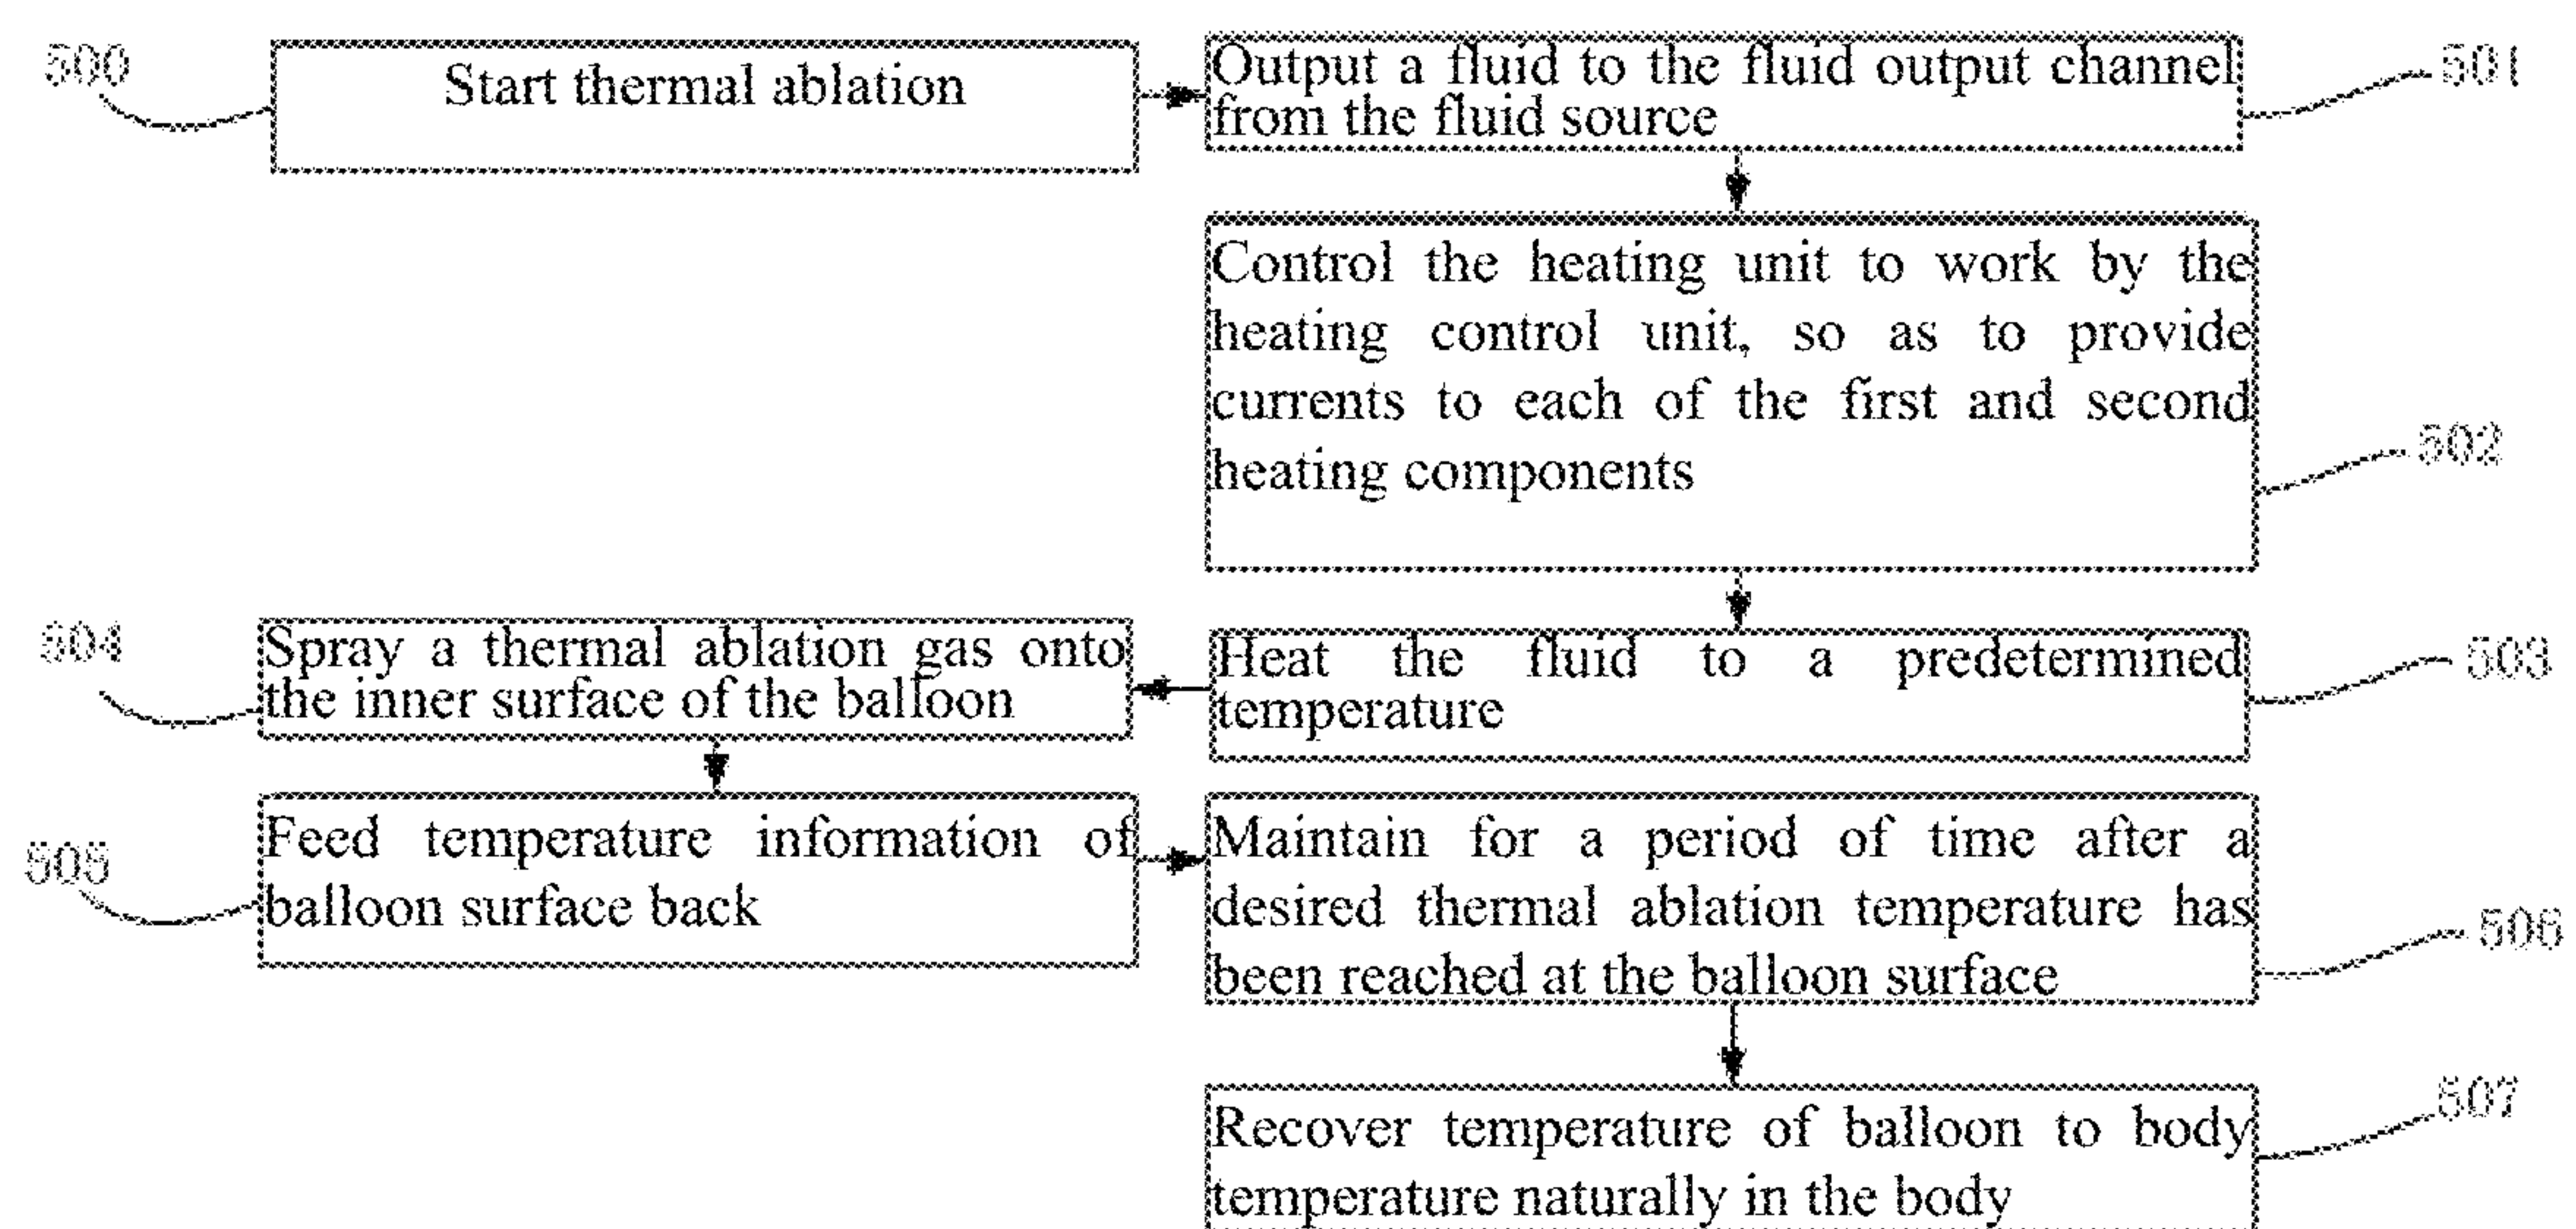 500
Start thermal ablation
Output a fluid to the fluid output channel
from the fluid source
501
Control the heating unit to work by the
heating control unit, so as to provide
currents to each of the first and second
heating components
502
Heat the fluid to a predetermined
temperature
503
504
Spray a thermal ablation gas onto
the inner surface of the balloon
505
Feed temperature information of
balloon surface back
Maintain for a period of time after a
desired thermal ablation temperature has
been reached at the balloon surface
506
Recover temperature of balloon to body
temperature naturally in the body
507